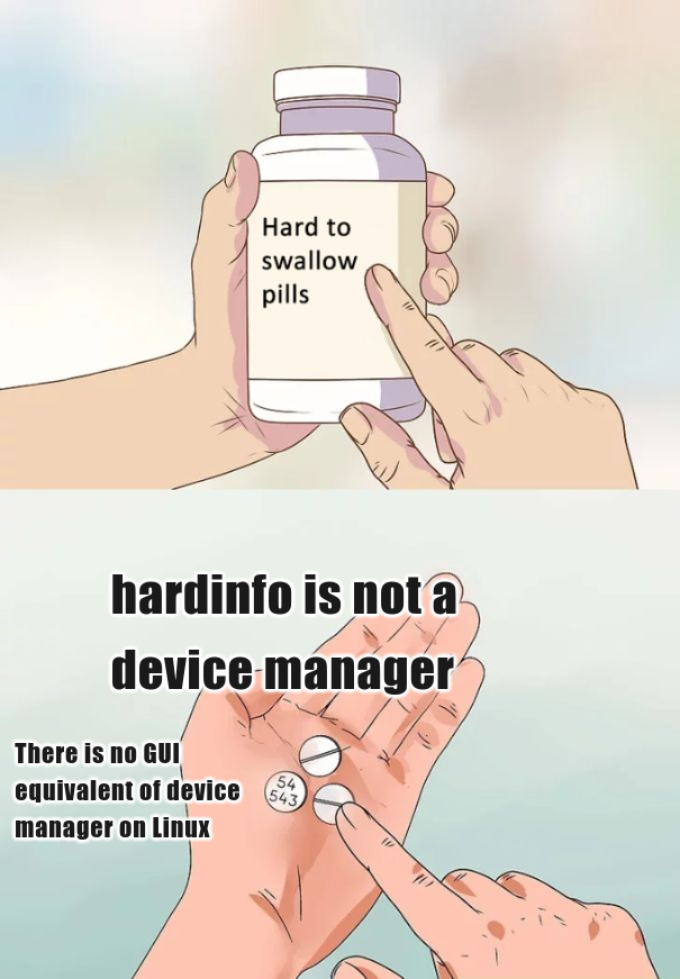 Hard to
swallow
pills
hardinfo is not a
device manager
There is no GUI
equivalent of device
manager on Linux
54
543